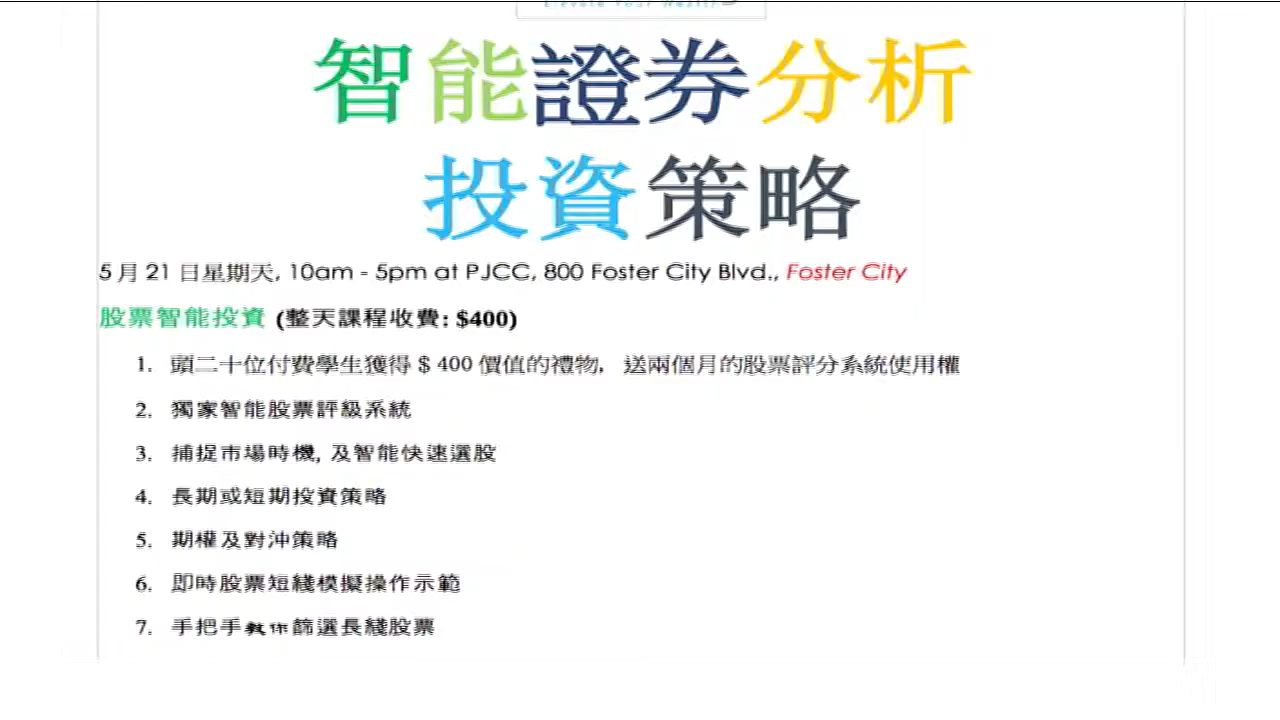 Elevate Your Wealth
智能證券分析
投資策略
5 月 21 日星期天, 10am - 5pm at PJCC, 800 Foster City Blvd., Foster City
股票智能投資 (整天課程收費: $400)
1. 頭二十位付費學生獲得 $ 400 價值的禮物, 送兩個月的股票評分系統使用權
2. 獨家智能股票評級系統
3. 捕捉市場時機, 及智能快速選股
4. 長期或短期投資策略
5. 期權及對沖策略
6. 即時股票短綫模擬操作示範
7. 手把手教你篩選長綫股票